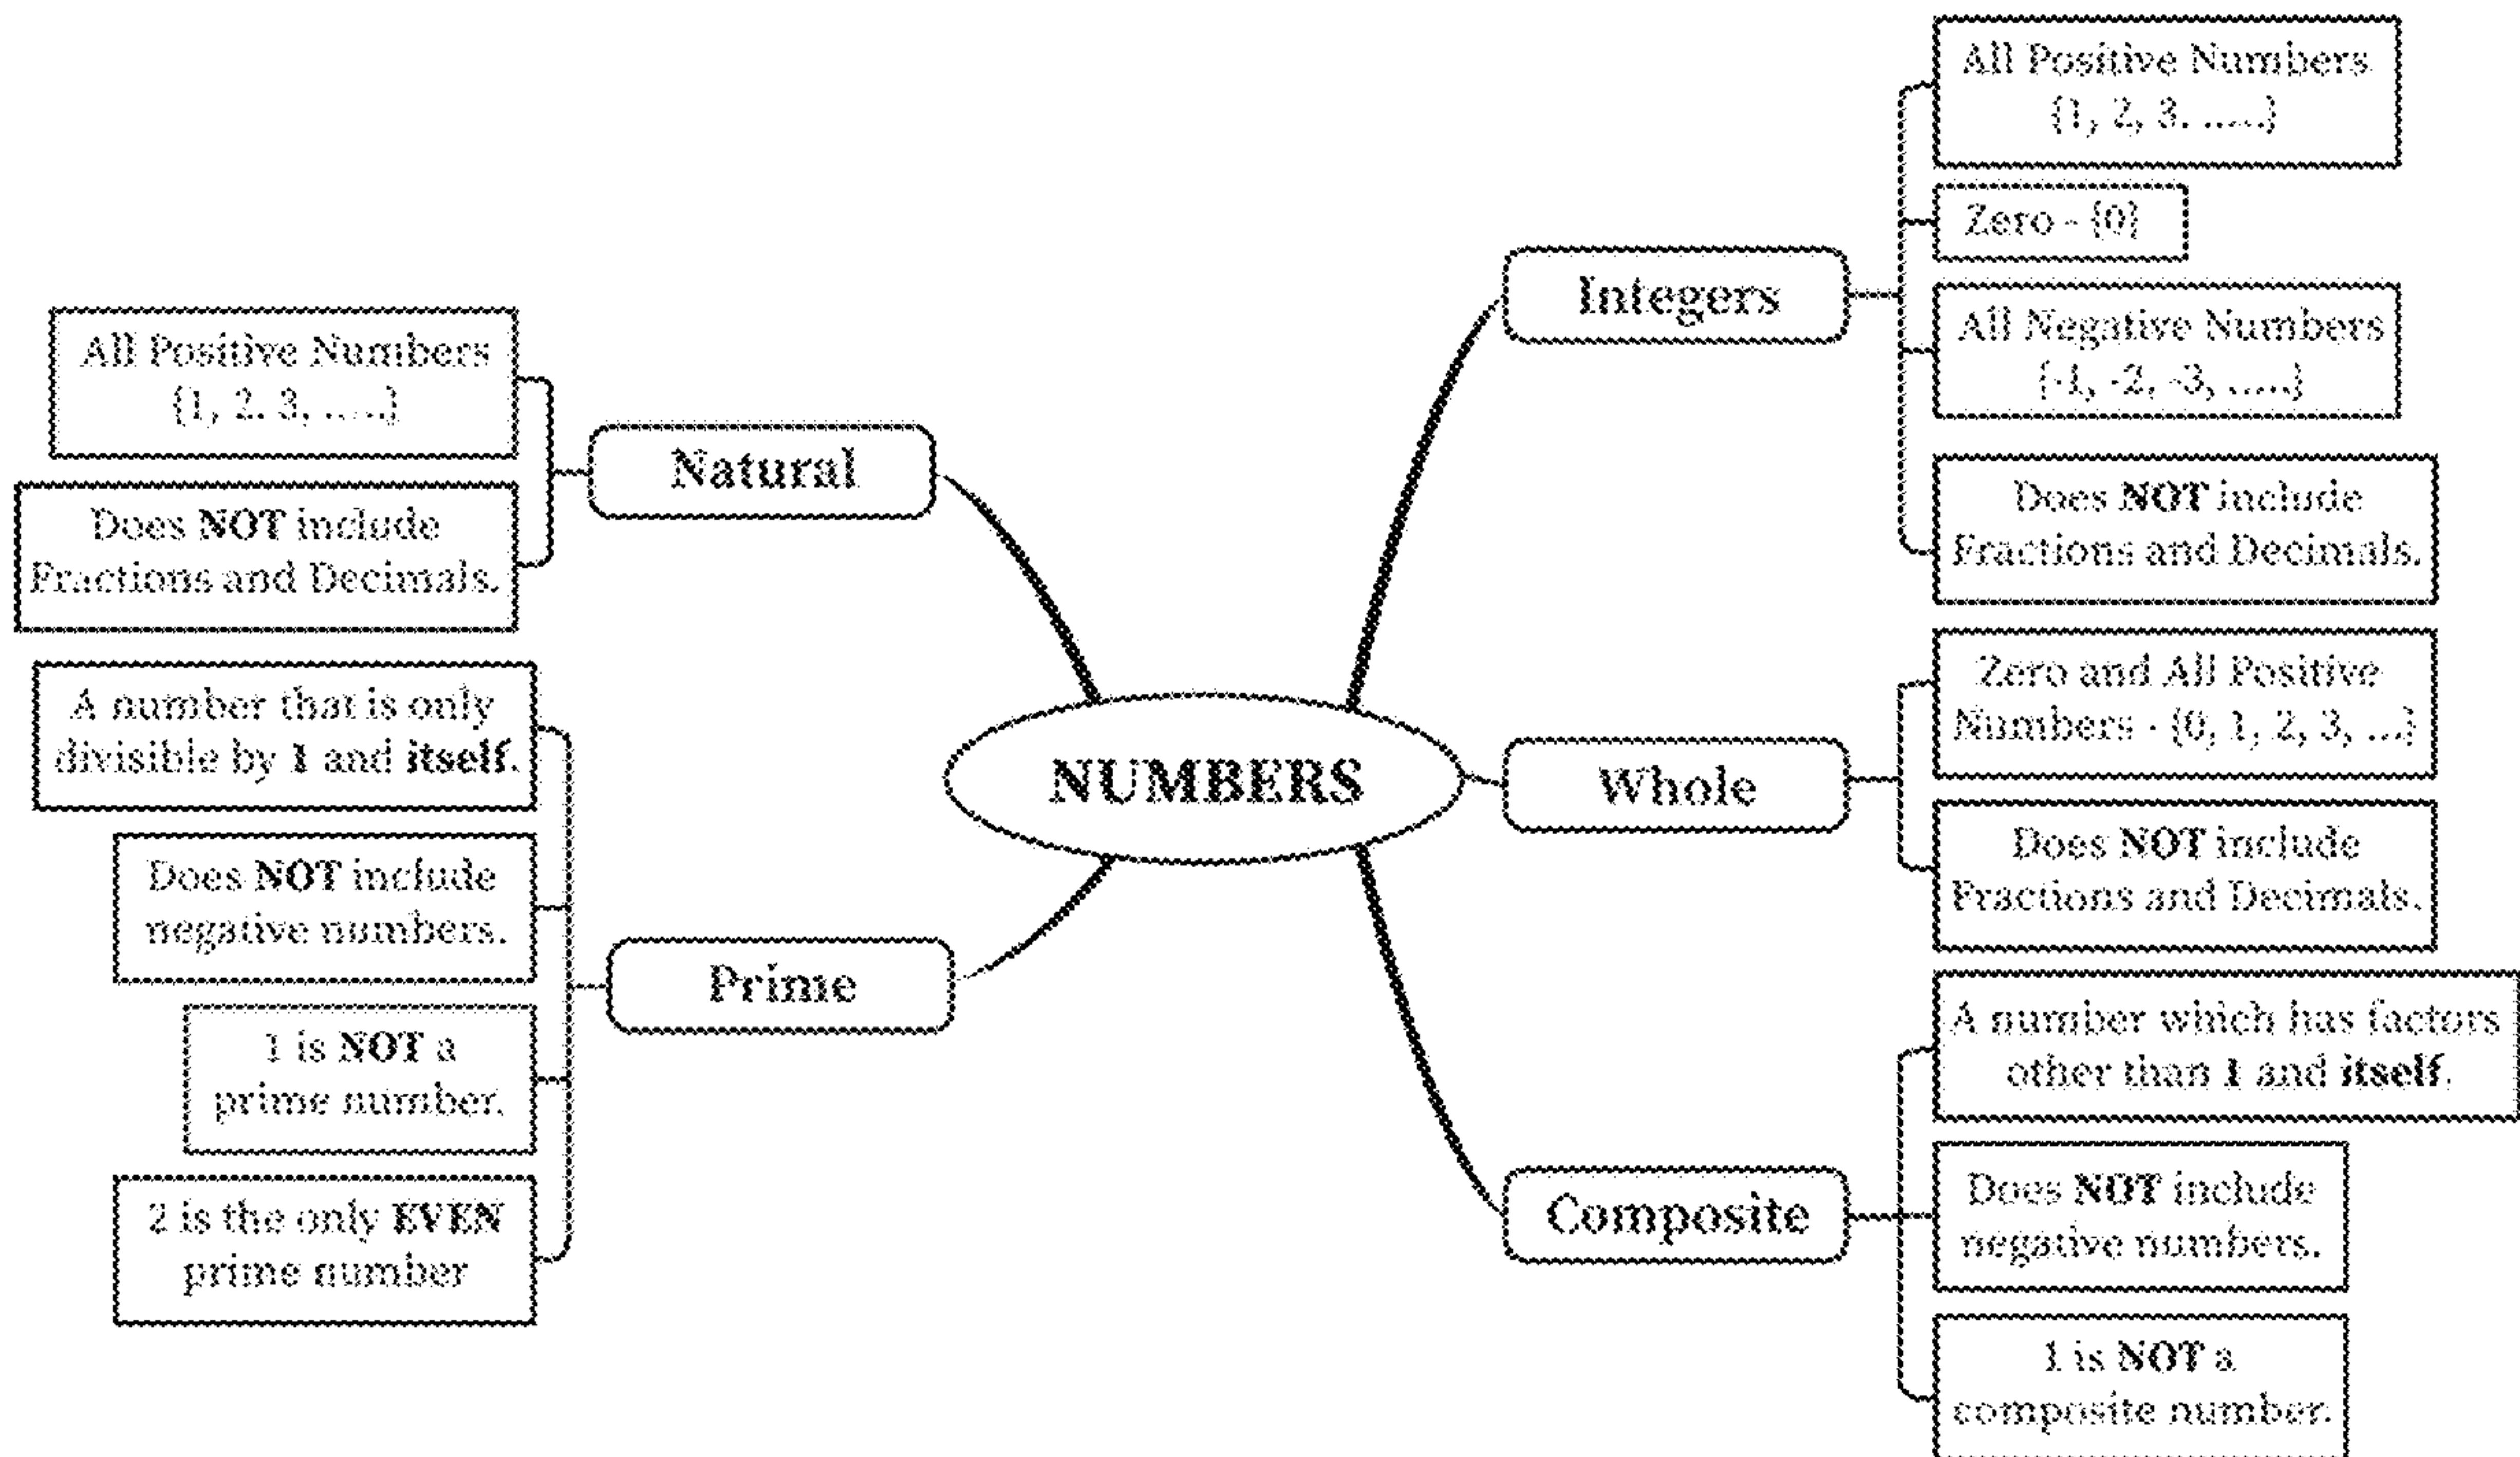 NUMBERS
Natural
All Positive Numbers
{1, 2. 3, .....}
Does NOT include
Fractions and Decimals.
Prime
A number that is only
divisible by 1 and itself.
Does NOT include
negative numbers.
1 is NOT a
prime number.
2 is the only EVEN
prime number
Integers
All Positive Numbers
{1, 2, 3. .....}
Zero - {0}
All Negative Numbers
{-1, -2, -3, .....}
Does NOT include
Fractions and Decimals.
Whole
Zero and All Positive
Numbers - {0, 1, 2, 3, ...}
Does NOT include
Fractions and Decimals.
Composite
A number which has factors
other than 1 and itself.
Does NOT include
negative numbers.
1 is NOT a
composite number.